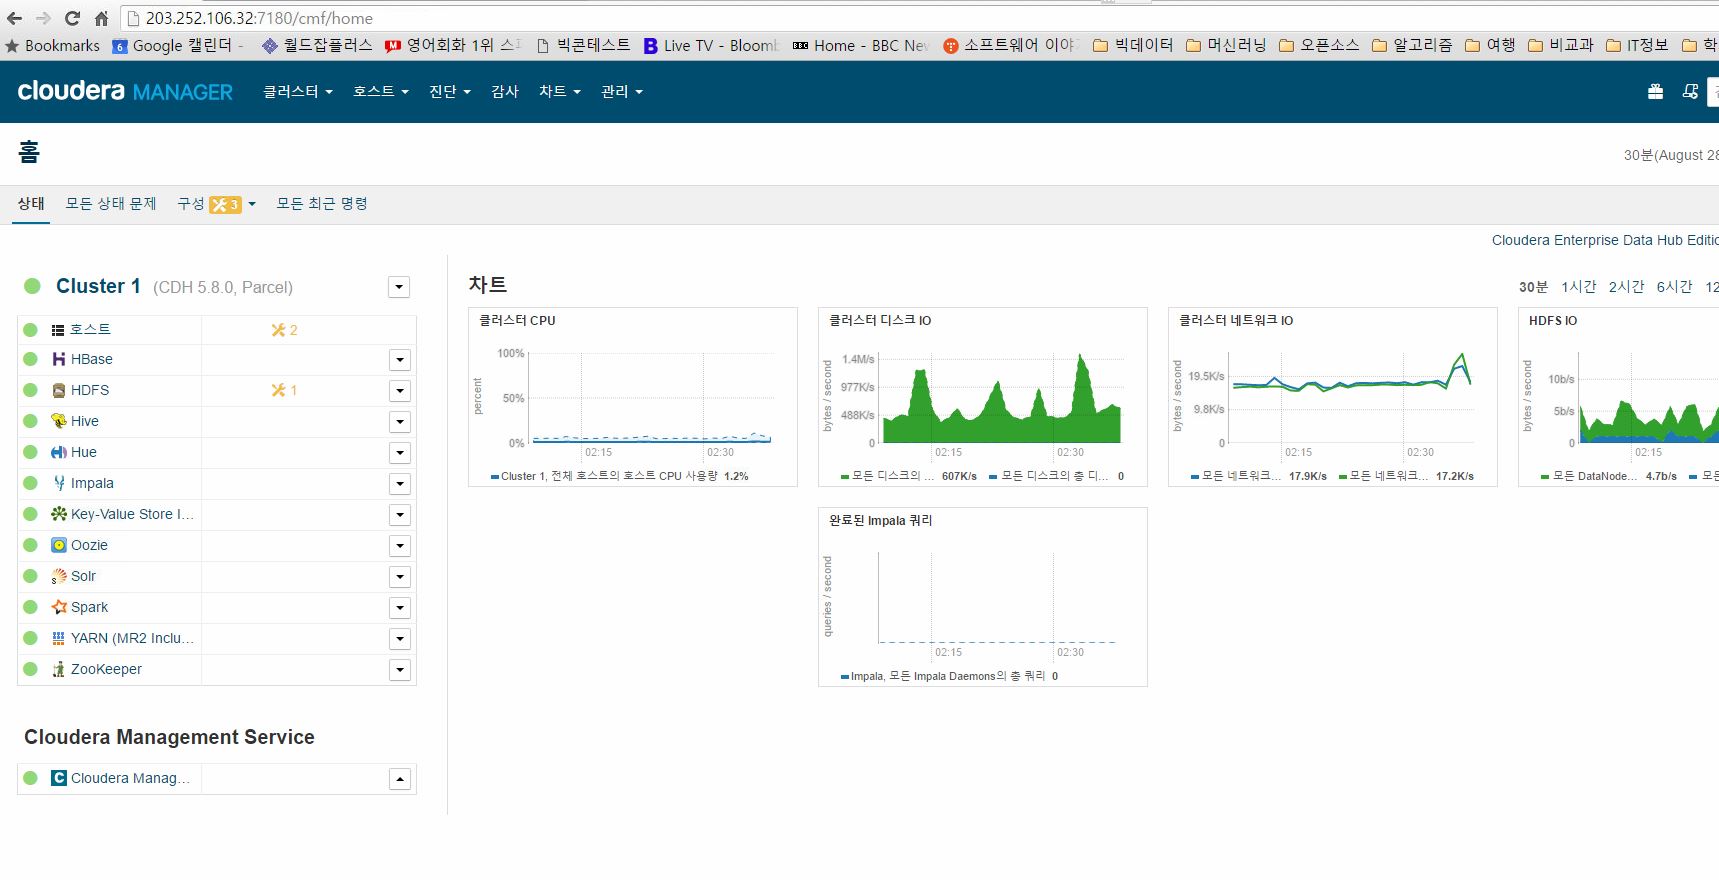 203.252.106.32:7180/cmf/home
Bookmarks Google 캘린더 - 월드잡플러스 영어회화 1위 빅콘테스트 Live TV - Bloom Home - BBC New 소프트웨어 이야 빅데이터 머신러닝 오픈소스 알고리즘 여행 비교과 IT정보 학
cloudera MANAGER 클러스터 호스트 진단 감사 차트 관리
홈
30분(August 28
상태 모든 상태 문제 구성 3 모든 최근 명령
Cloudera Enterprise Data Hub Editio
Cluster 1 (CDH 5.8.0, Parcel)
호스트 2
HBase
HDFS 1
Hive
Hue
Impala
Key-Value Store I...
Oozie
Solr
Spark
YARN (MR2 Inclu...
ZooKeeper
Cloudera Management Service
Cloudera Manag...
차트
30분 1시간 2시간 6시간 12
클러스터 CPU
percent
100%
50%
0%
02:15 02:30
Cluster 1, 전체 호스트의 호스트 CPU 사용량 1.2%
클러스터 디스크 IO
bytes / second
1.4M/s
977K/s
488K/s
0
02:15 02:30
모든 디스크의 ... 607K/s 모든 디스크의 총 디... 0
클러스터 네트워크 IO
bytes / second
19.5K/s
9.8K/s
0
02:15 02:30
모든 네트워크... 17.9K/s 모든 네트워크... 17.2K/s
HDFS IO
bytes / second
10b/s
5b/s
0
02:15
모든 DataNode... 4.7b/s 모든
완료된 Impala 쿼리
queries / second
02:15 02:30
Impala, 모든 Impala Daemons의 총 쿼리 0